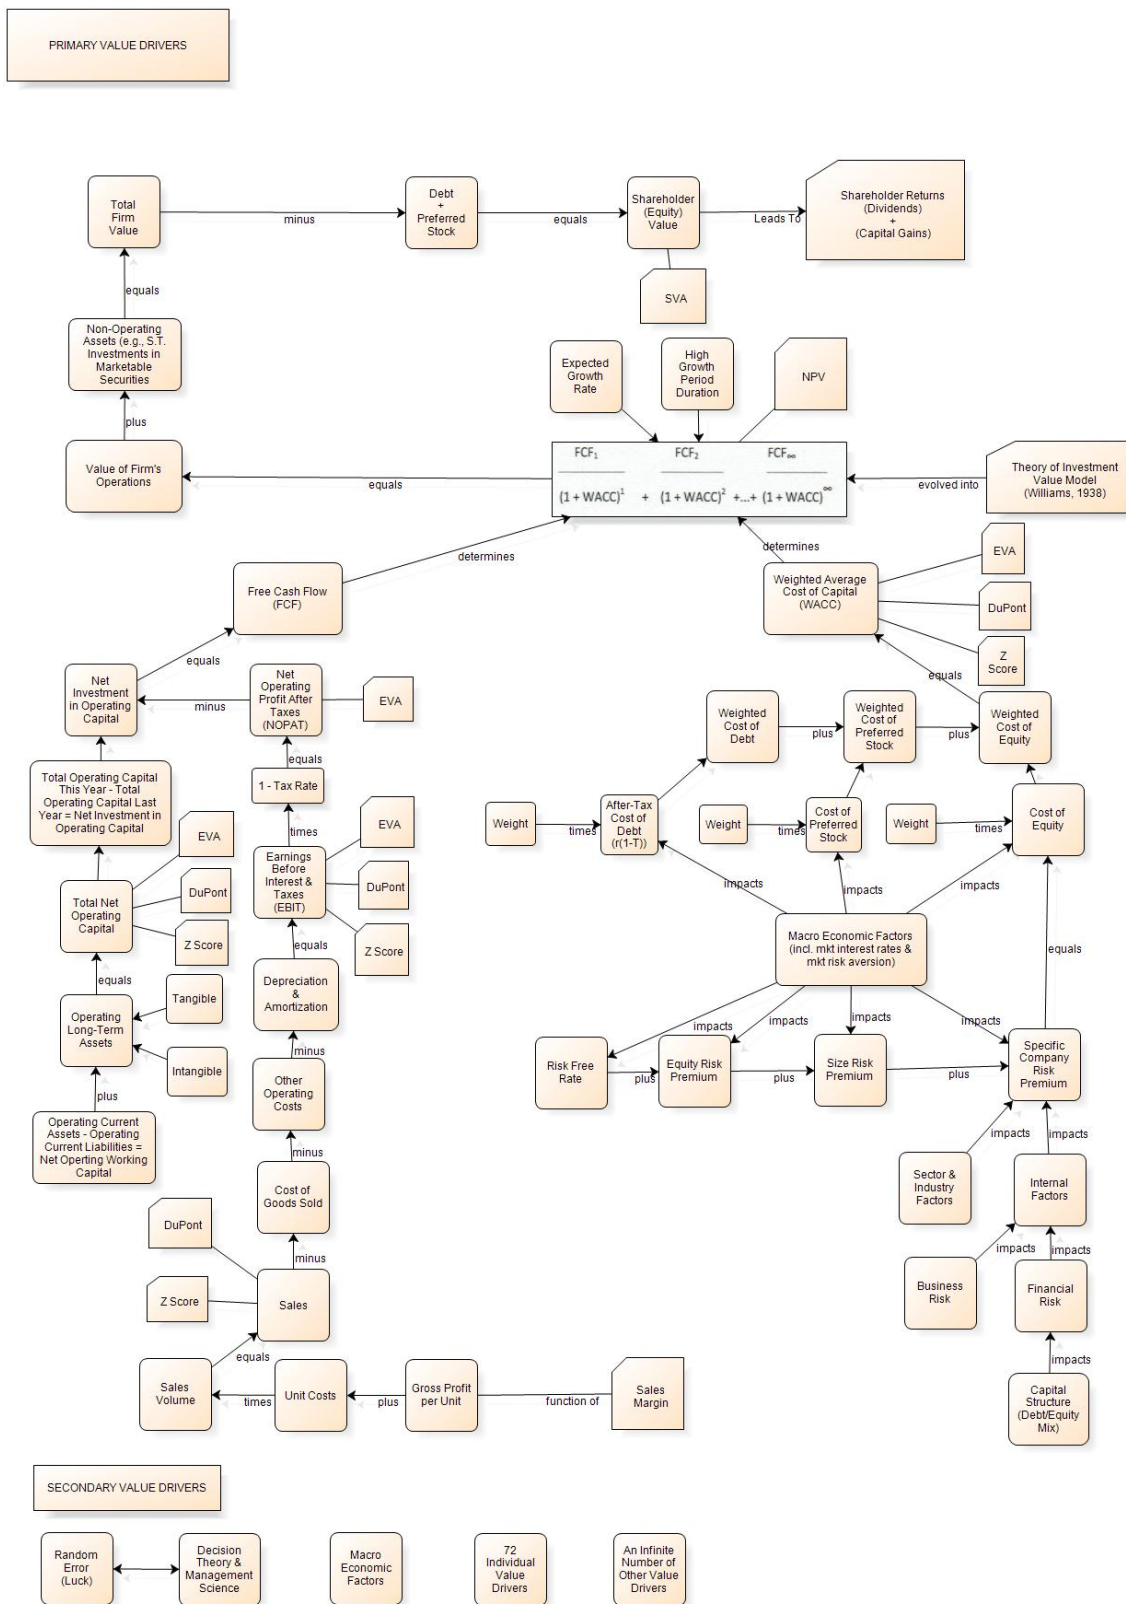 PRIMARY VALUE DRIVERS
Total
Firm
Value
minus
Debt
+
Preferred
Stock
equals
Shareholder
(Equity)
Value
Leads To
Shareholder Returns
(Dividends)
+
(Capital Gains)
SVA
equals
Non-Operating
Assets (e.g., S.T.
Investments in
Marketable
Securities
plus
Value of Firm's
Operations
equals
Expected
Growth
Rate
High
Growth
Period
Duration
NPV
FCF₁ FCF₂ FCF∞
(1 + WACC)¹ + (1 + WACC)² +...+ (1 + WACC)∞
evolved into
Theory of Investment
Value Model
(Williams, 1938)
determines
determines
Free Cash Flow
(FCF)
Weighted Average
Cost of Capital
(WACC)
EVA
DuPont
Z
Score
equals
equals
Net
Investment
in Operating
Capital
minus
Net
Operating
Profit After
Taxes
(NOPAT)
EVA
Weighted
Cost of
Debt
plus
Weighted
Cost of
Preferred
Stock
plus
Weighted
Cost of
Equity
equals
Total Operating Capital
This Year - Total
Operating Capital Last
Year = Net Investment in
Operating Capital
1 - Tax Rate
times
Weight
times
After-Tax
Cost of
Debt
(r(1-T))
Weight
times
Cost of
Preferred
Stock
Weight
times
Cost of
Equity
EVA
DuPont
Z Score
Total Net
Operating
Capital
Earnings
Before
Interest &
Taxes
(EBIT)
EVA
DuPont
Z Score
impacts
impacts
impacts
Macro Economic Factors
(incl. mkt interest rates &
mkt risk aversion)
equals
equals
equals
Operating
Long-Term
Assets
Tangible
Intangible
Depreciation
&
Amortization
minus
impacts
impacts
impacts
impacts
Risk Free
Rate
plus
Equity Risk
Premium
plus
Size Risk
Premium
plus
Specific
Company
Risk
Premium
plus
Operating Current
Assets - Operating
Current Liabilities =
Net Operting Working
Capital
Other
Operating
Costs
minus
Cost of
Goods Sold
minus
impacts
impacts
Sector &
Industry
Factors
Internal
Factors
impacts
impacts
Business
Risk
Financial
Risk
impacts
Capital
Structure
(Debt/Equity
Mix)
DuPont
Z Score
Sales
equals
Sales
Volume
times
Unit Costs
plus
Gross Profit
per Unit
function of
Sales
Margin
SECONDARY VALUE DRIVERS
Random
Error
(Luck)
Decision
Theory &
Management
Science
Macro
Economic
Factors
72
Individual
Value
Drivers
An Infinite
Number of
Other Value
Drivers